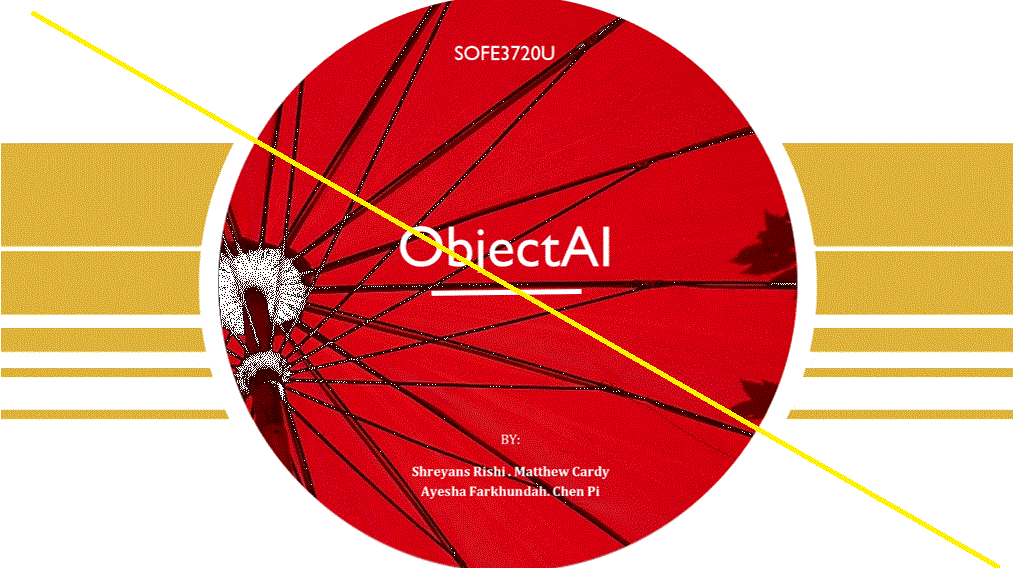 SOFE3720U
ObjectAI
BY:
Shreyans Rishi . Matthew Cardy
Ayesha Farkhundah. Chen Pi